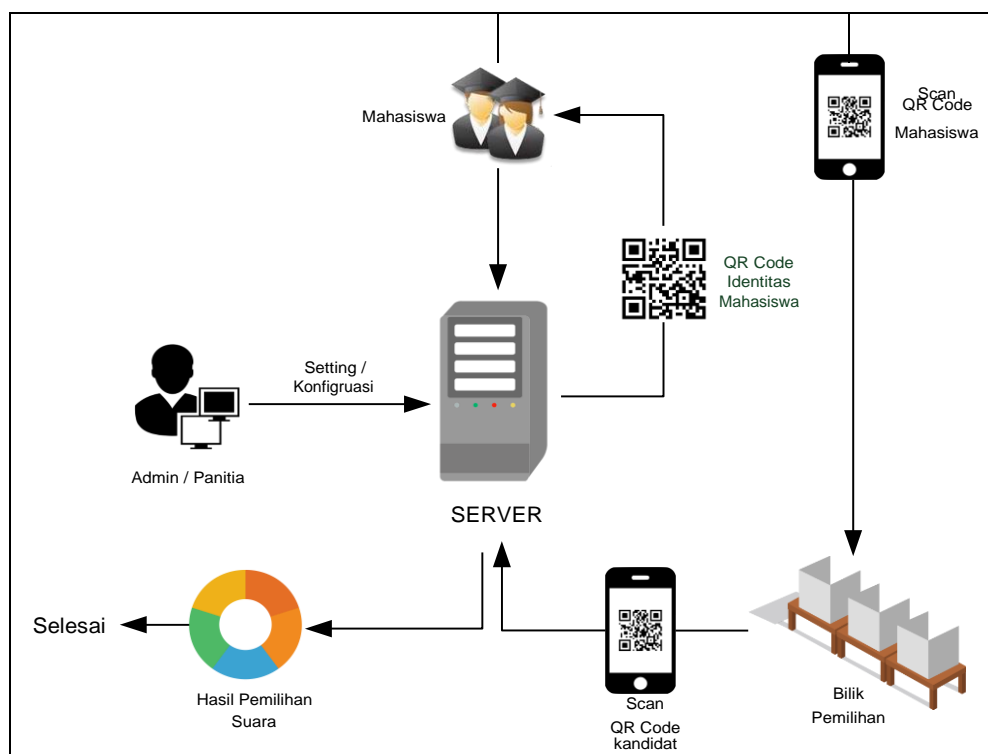 Mahasiswa
Scan
QR Code
Mahasiswa
QR Code
Identitas
Mahasiswa
Setting /
Konfigruasi
Admin / Panitia
SERVER
Selesai
Hasil Pemilihan
Suara
Scan
QR Code
kandidat
Bilik
Pemilihan